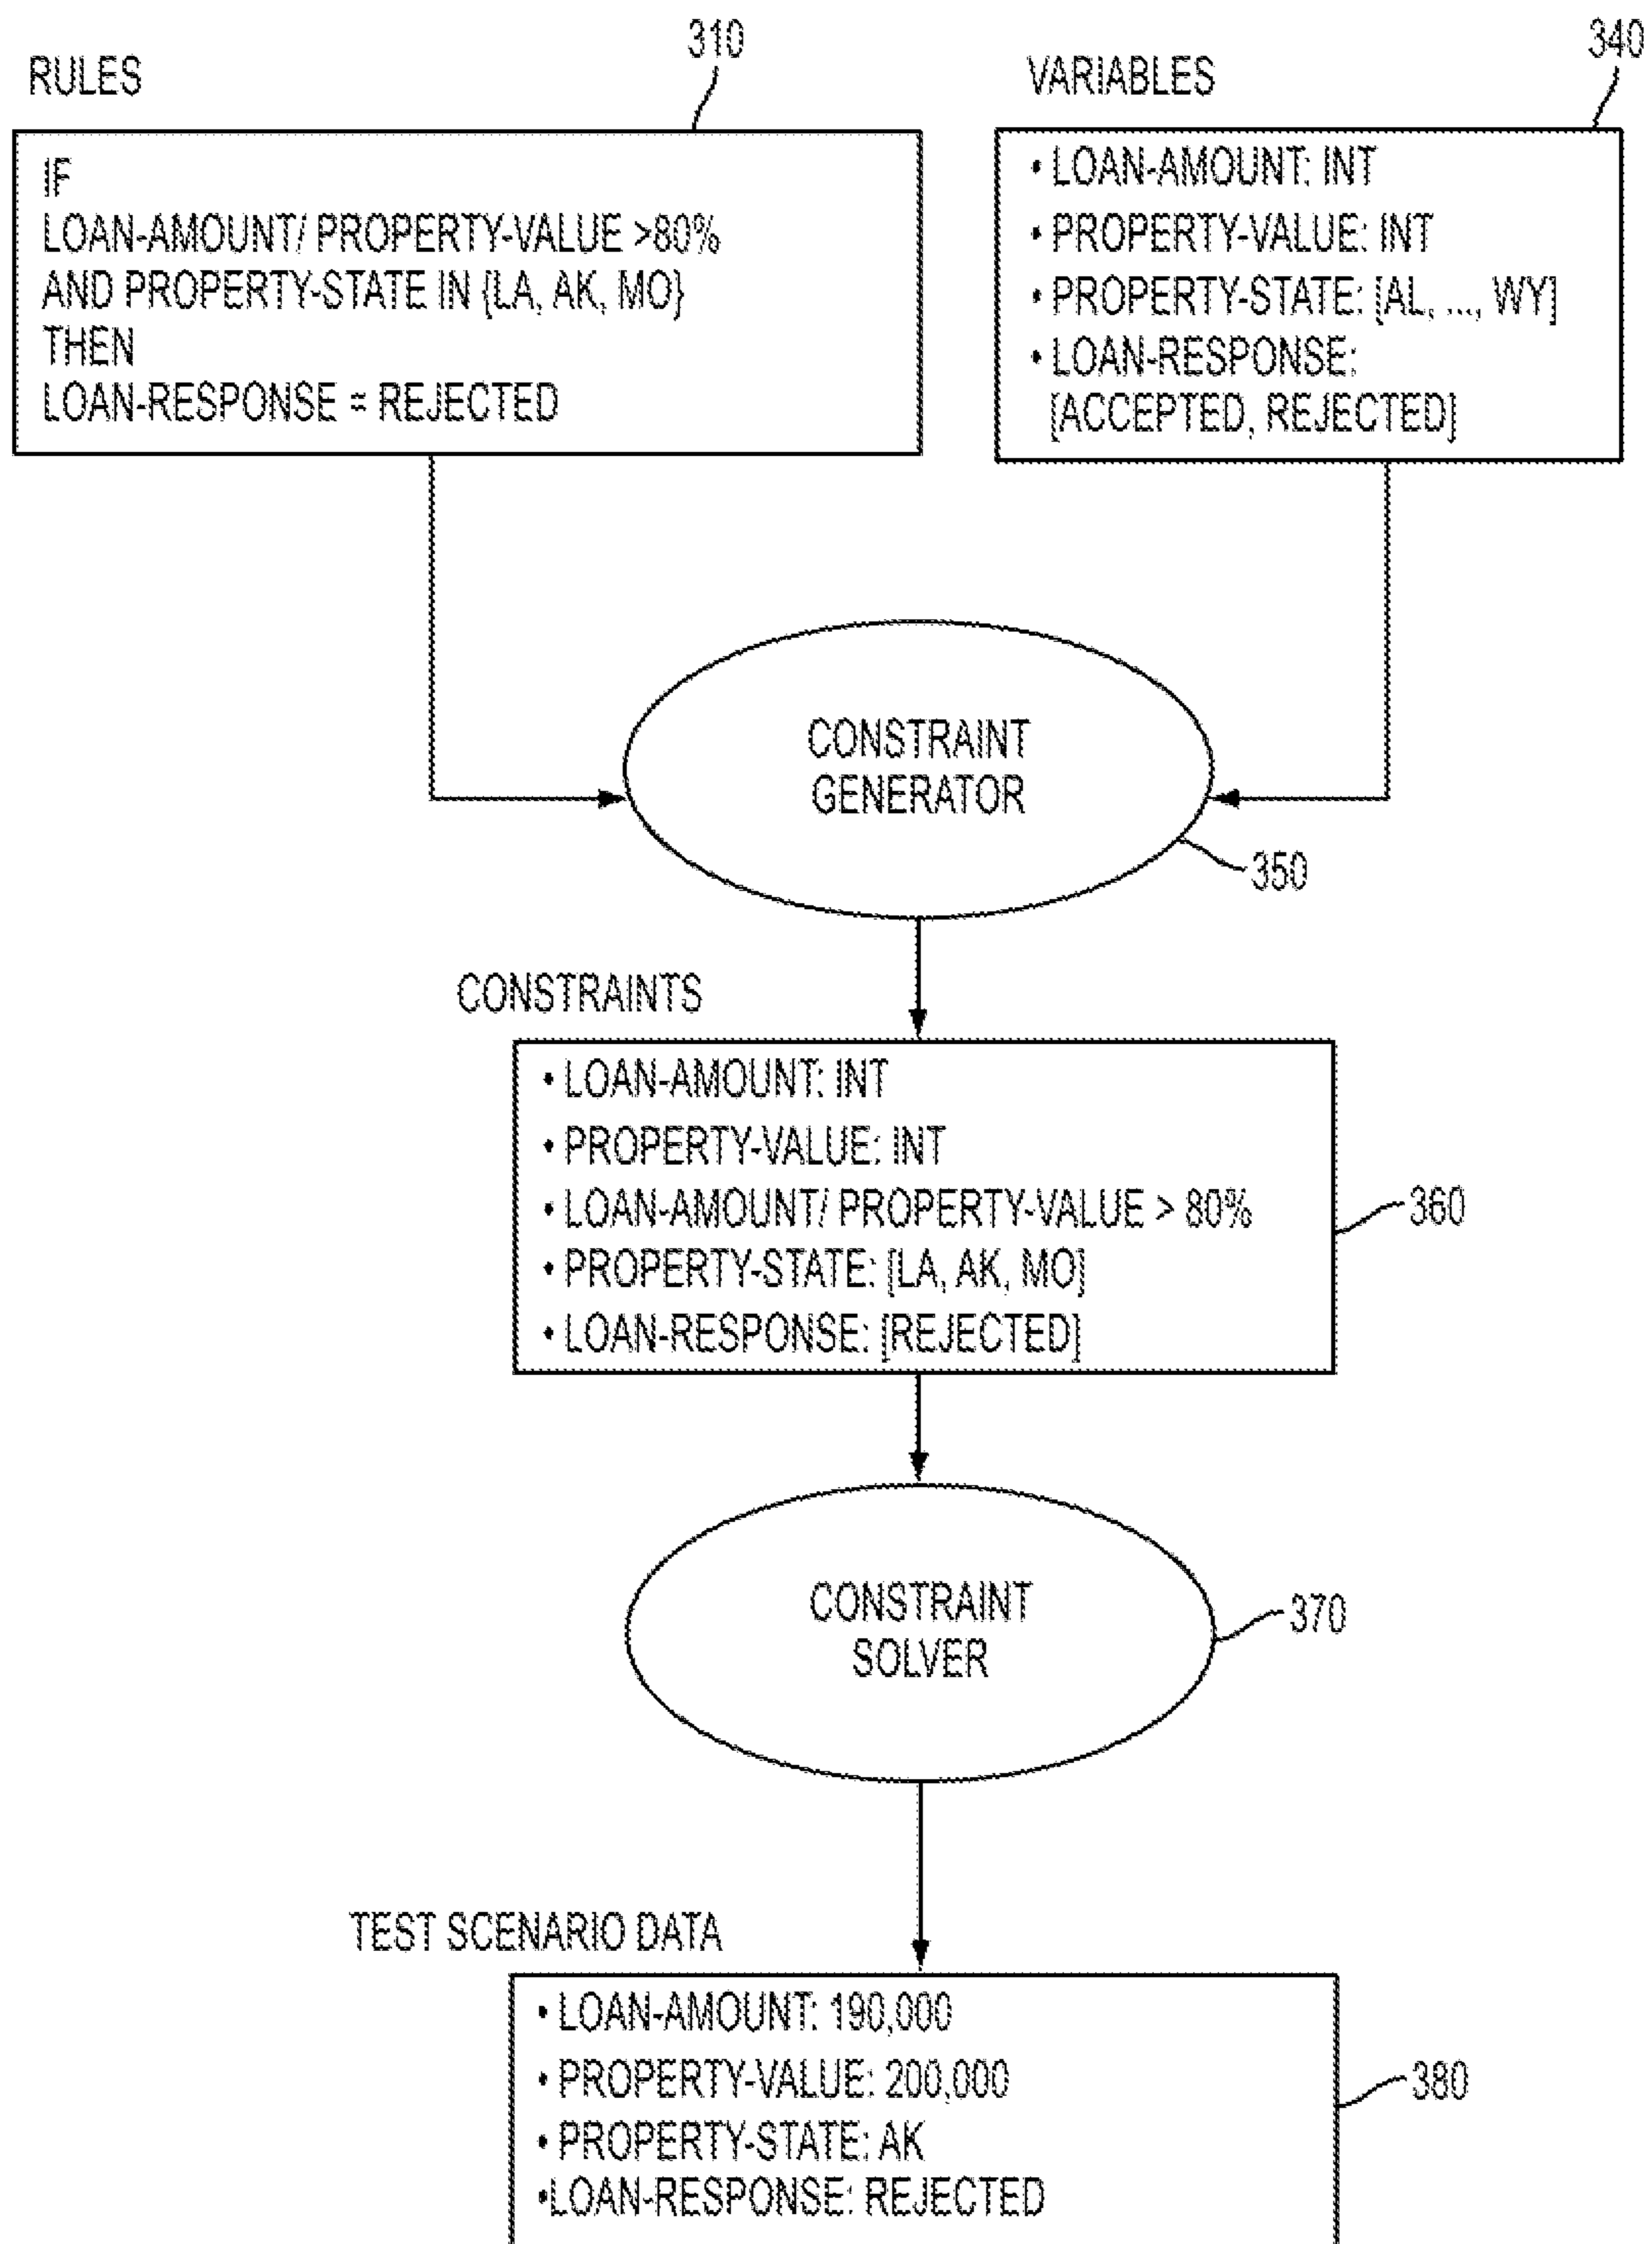 310
340
RULES
VARIABLES
IF
LOAN-AMOUNT/ PROPERTY-VALUE >80%
AND PROPERTY-STATE IN {LA, AK, MO}
THEN
LOAN-RESPONSE = REJECTED
• LOAN-AMOUNT: INT
• PROPERTY-VALUE: INT
• PROPERTY-STATE: [AL, ..., WY]
• LOAN-RESPONSE:
[ACCEPTED, REJECTED]
CONSTRAINT
GENERATOR
350
CONSTRAINTS
• LOAN-AMOUNT: INT
• PROPERTY-VALUE: INT
• LOAN-AMOUNT/ PROPERTY-VALUE > 80%
• PROPERTY-STATE: [LA, AK, MO]
• LOAN-RESPONSE: [REJECTED]
360
CONSTRAINT
SOLVER
370
TEST SCENARIO DATA
• LOAN-AMOUNT: 190,000
• PROPERTY-VALUE: 200,000
• PROPERTY-STATE: AK
•LOAN-RESPONSE: REJECTED
380